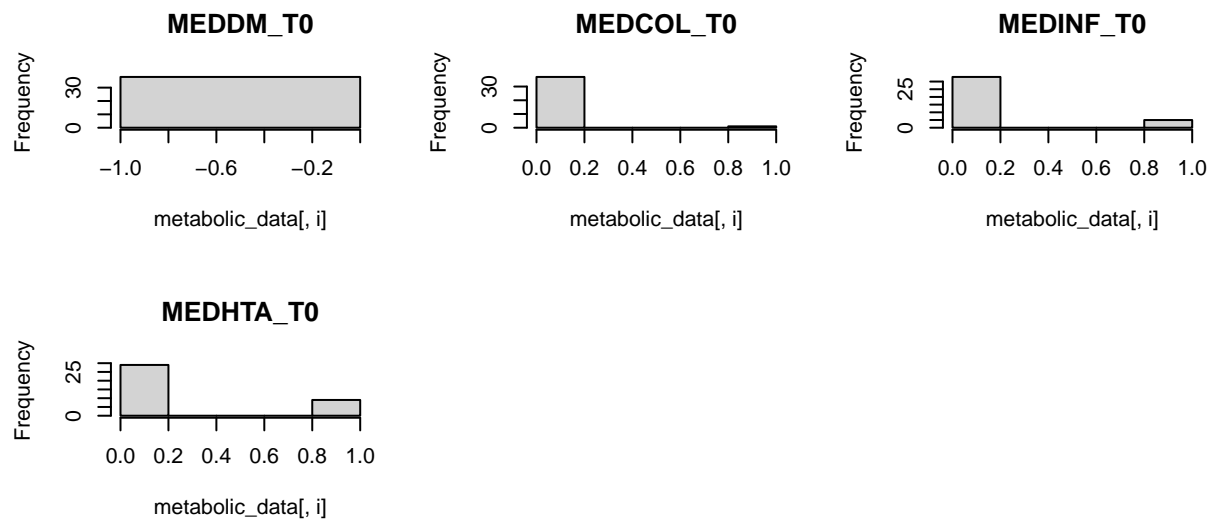 MEDDM_T0
MEDCOL_T0
MEDINF_T0
Frequency
0
30
Frequency
0
30
Frequency
0
25
−1.0 −0.6 −0.2
0.0 0.2 0.4 0.6 0.8 1.0
0.0 0.2 0.4 0.6 0.8 1.0
metabolic_data[, i]
metabolic_data[, i]
metabolic_data[, i]
MEDHTA_T0
Frequency
0
25
0.0 0.2 0.4 0.6 0.8 1.0
metabolic_data[, i]